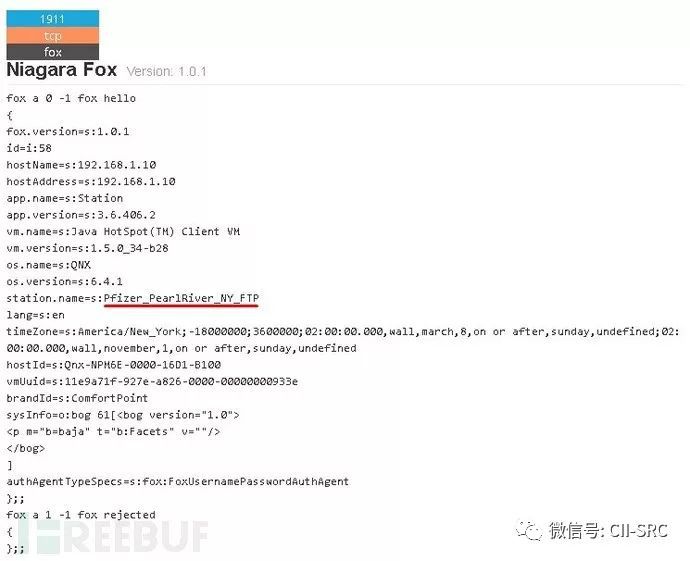 1911
tcp
fox
Niagara Fox Version: 1.0.1
fox a 0 -1 fox hello
{
fox.version=s:1.0.1
id=i:58
hostName=s:192.168.1.10
hostAddress=s:192.168.1.10
app.name=s:Station
app.version=s:3.6.406.2
vm.name=s:Java HotSpot(TM) Client VM
vm.version=s:1.5.0_34-b28
os.name=s:QNX
os.version=s:6.4.1
station.name=s:Pfizer_PearlRiver_NY_FTP
lang=s:en
timeZone=s:America/New_York;-18000000;3600000;02:00:00.000,wall,march,8,on or after,sunday,undefined;02:
00:00.000,wall,november,1,on or after,sunday,undefined
hostId=s:Qnx-NPM6E-0000-16D1-B100
vmUuid=s:11e9a71f-927e-a826-0000-00000000933e
brandId=s:ComfortPoint
sysInfo=o:bog 61[<bog version="1.0">
<p m="b=baja" t="b:Facets" v=""/>
</bog>
]
authAgentTypeSpecs=s:fox:FoxUsernamePasswordAuthAgent
};;
fox a 1 -1 fox rejected
{
};;
FREEBUF
微信号: CII-SRC